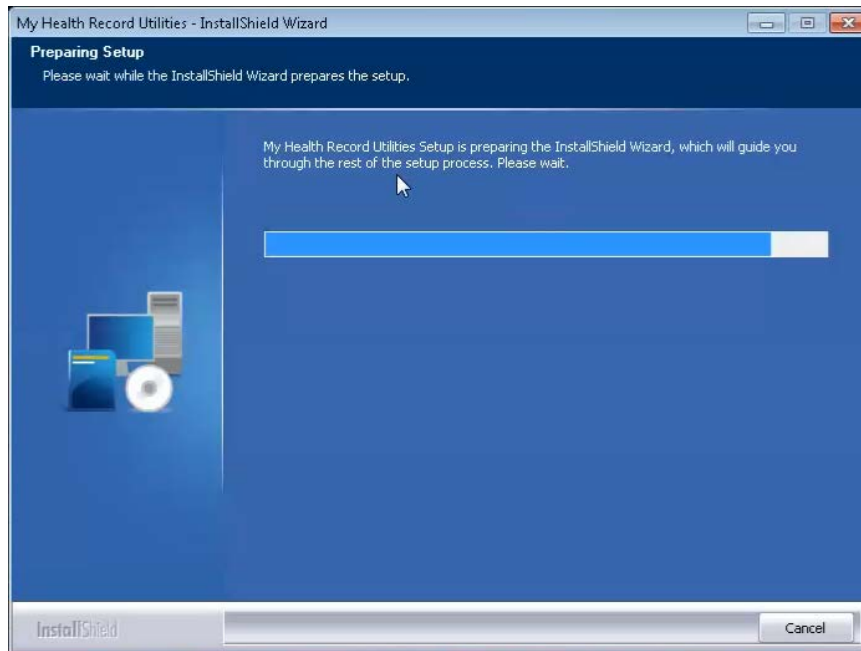 My Health Record Utilities - InstallShield Wizard
Preparing Setup
Please wait while the InstallShield Wizard prepares the setup.
My Health Record Utilities Setup is preparing the InstallShield Wizard, which will guide you
through the rest of the setup process. Please wait.
InstallShield
Cancel